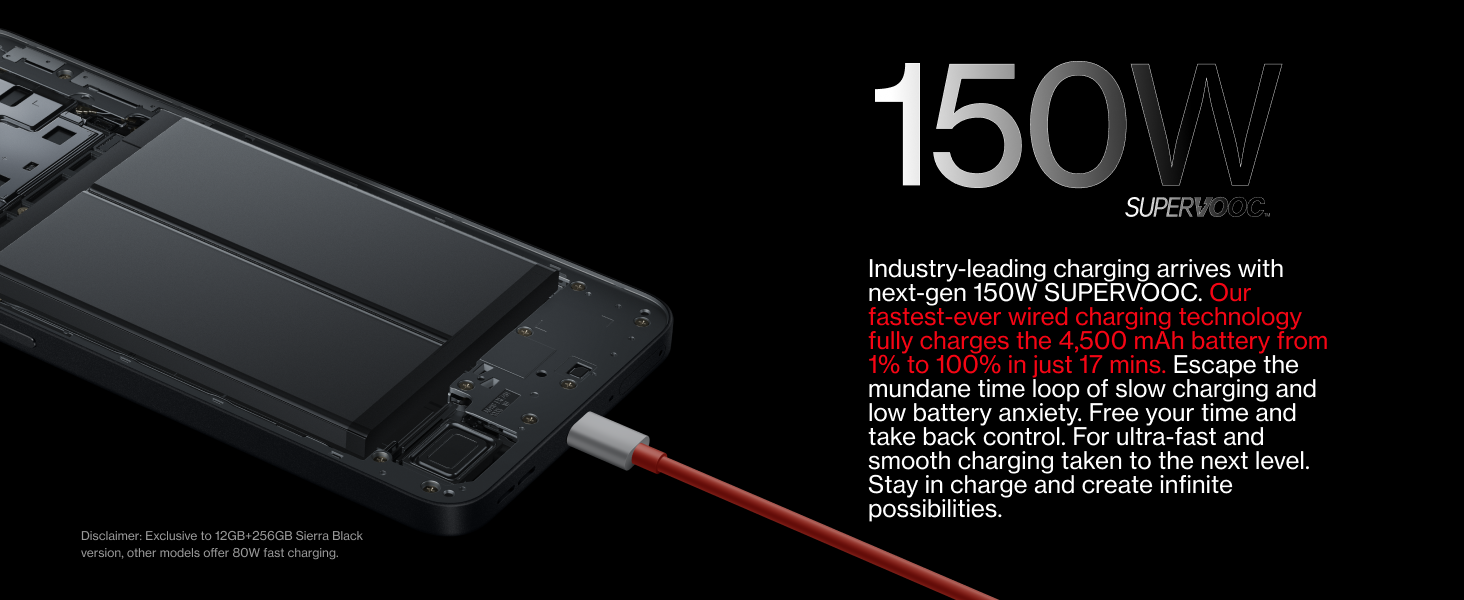 150W
SUPERVOOC™
Industry-leading charging arrives with
next-gen 150W SUPERVOOC. Our
fastest-ever wired charging technology
fully charges the 4,500 mAh battery from
1% to 100% in just 17 mins. Escape the
mundane time loop of slow charging and
low battery anxiety. Free your time and
take back control. For ultra-fast and
smooth charging taken to the next level.
Stay in charge and create infinite
possibilities.
Disclaimer: Exclusive to 12GB+256GB Sierra Black
version, other models offer 80W fast charging.